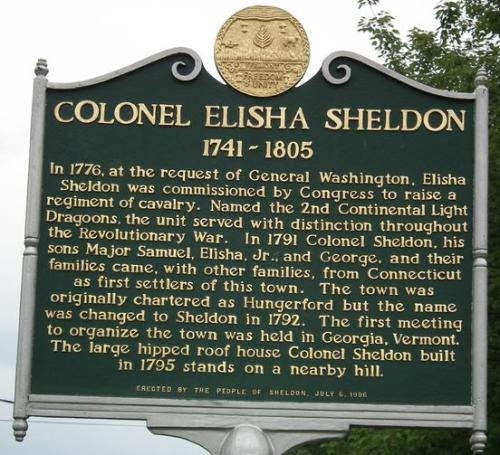 VERMONT
FREEDOM
& UNITY
COLONEL ELISHA SHELDON
1741 - 1805
In 1776, at the request of General Washington, Elisha
Sheldon was commissioned by Congress to raise a
regiment of cavalry. Named the 2nd Continental Light
Dragoons, the unit served with distinction throughout
the Revolutionary War. In 1791 Colonel Sheldon, his
sons Major Samuel, Elisha, Jr., and George, and their
families came, with other families, from Connecticut
as first settlers of this town. The town was
originally chartered as Hungerford but the name
was changed to Sheldon in 1792. The first meeting
to organize the town was held in Georgia, Vermont.
The large hipped roof house Colonel Sheldon built
in 1795 stands on a nearby hill.
ERECTED BY THE PEOPLE OF SHELDON, JULY 6, 1996